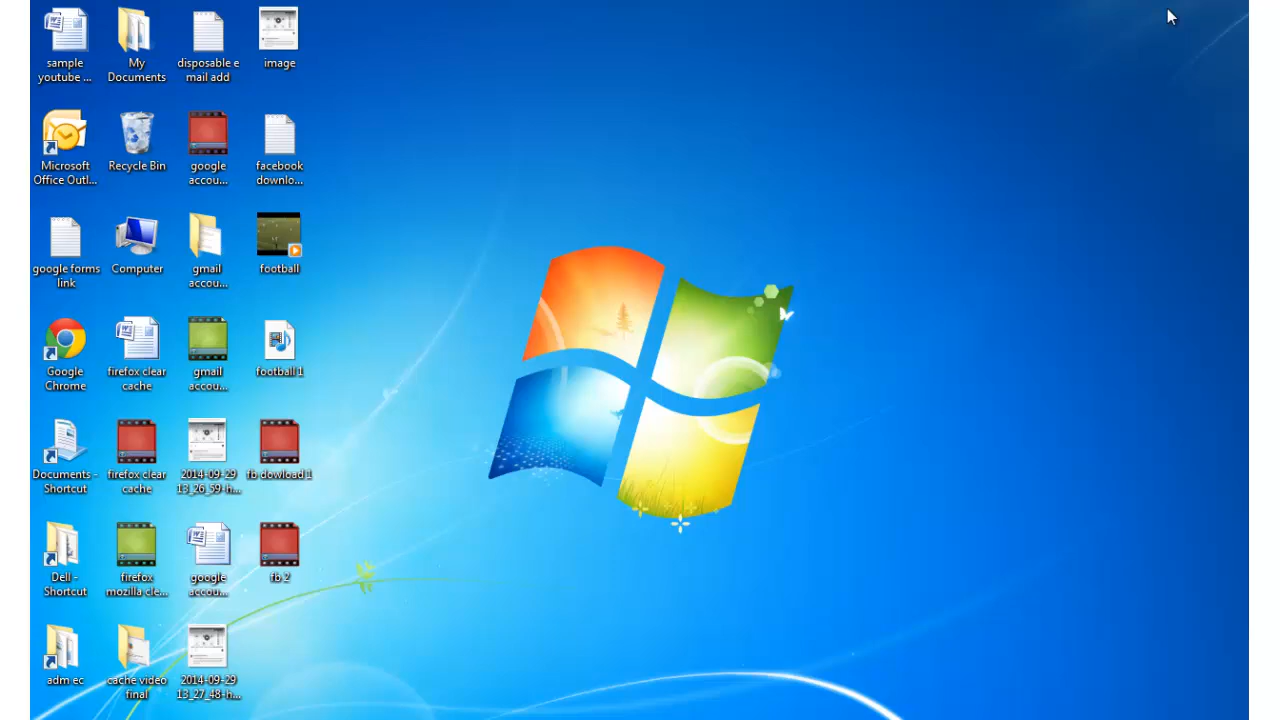 sample
youtube ...
My
Documents
disposable e
mail add
image
Microsoft
Office Outl...
Recycle Bin
google
accou...
facebook
downlo...
google forms
link
Computer
gmail
accou...
football
Google
Chrome
firefox clear
cache
gmail
accou...
football 1
Documents -
Shortcut
firefox clear
cache
2014-09-29
13_26_59-h...
fb dowload 1
Dell -
Shortcut
firefox
mozilla cle...
google
accou...
fb 2
adm ec
cache video
final
2014-09-29
13_27_48-h...